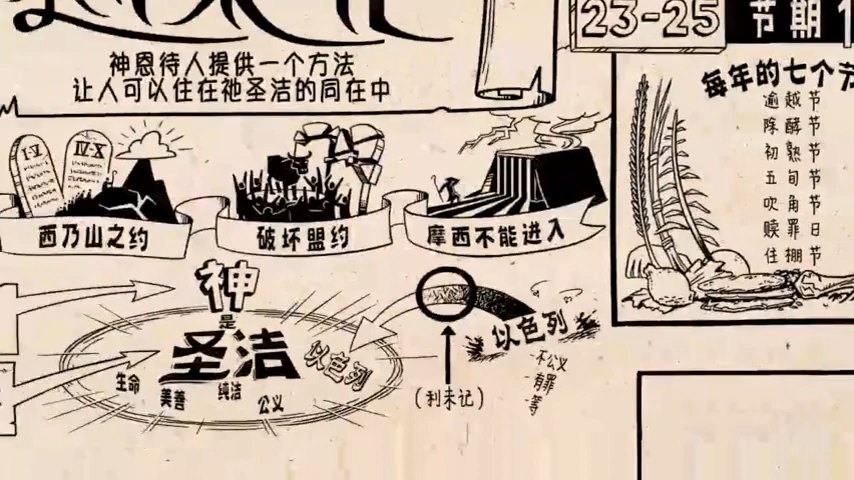 神恩待人提供一个方法
让人可以住在祂圣洁的同在中
23-25
节期
每年的七个节
逾越节
除酵节
初熟节
五旬节
吹角日
赎罪日
住棚节
I-V
IV-X
西乃山之约
破坏盟约
摩西不能进入
神
是
圣洁
以色列
生命
美善
纯洁
公义
以色列
不公义
有罪
等
(利未记)